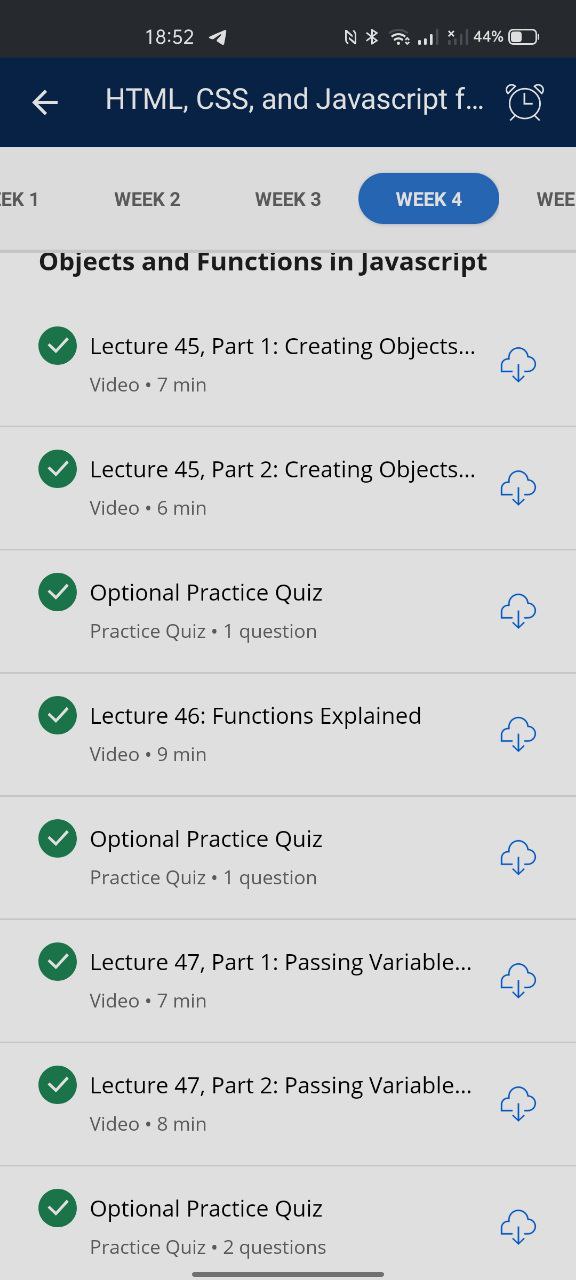 18:52 44%
HTML, CSS, and Javascript f...
EK 1 WEEK 2 WEEK 3 WEEK 4 WEE
Objects and Functions in Javascript
Lecture 45, Part 1: Creating Objects...
Video • 7 min
Lecture 45, Part 2: Creating Objects...
Video • 6 min
Optional Practice Quiz
Practice Quiz • 1 question
Lecture 46: Functions Explained
Video • 9 min
Optional Practice Quiz
Practice Quiz • 1 question
Lecture 47, Part 1: Passing Variable...
Video • 7 min
Lecture 47, Part 2: Passing Variable...
Video • 8 min
Optional Practice Quiz
Practice Quiz • 2 questions